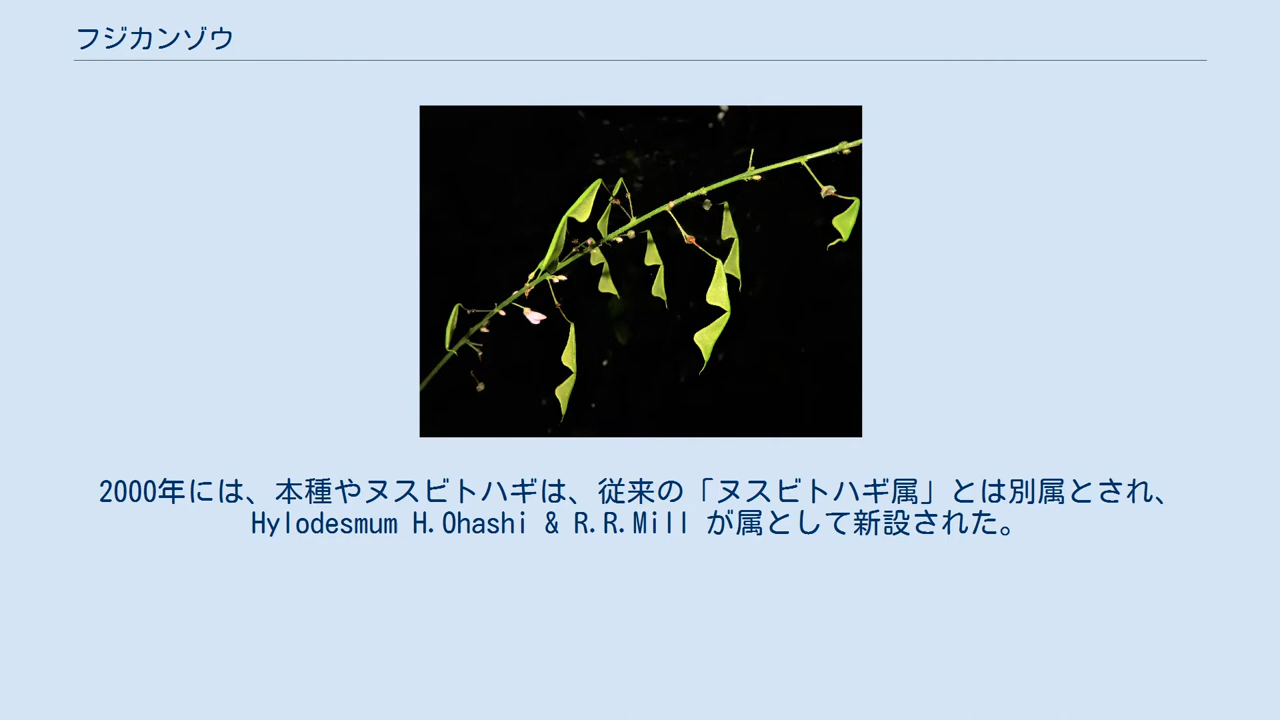 フジカンゾウ
2000年には、本種やヌスビトハギは、従来の「ヌスビトハギ属」とは別属とされ、
Hylodesmum H.Ohashi & R.R.Mill が属として新設された。